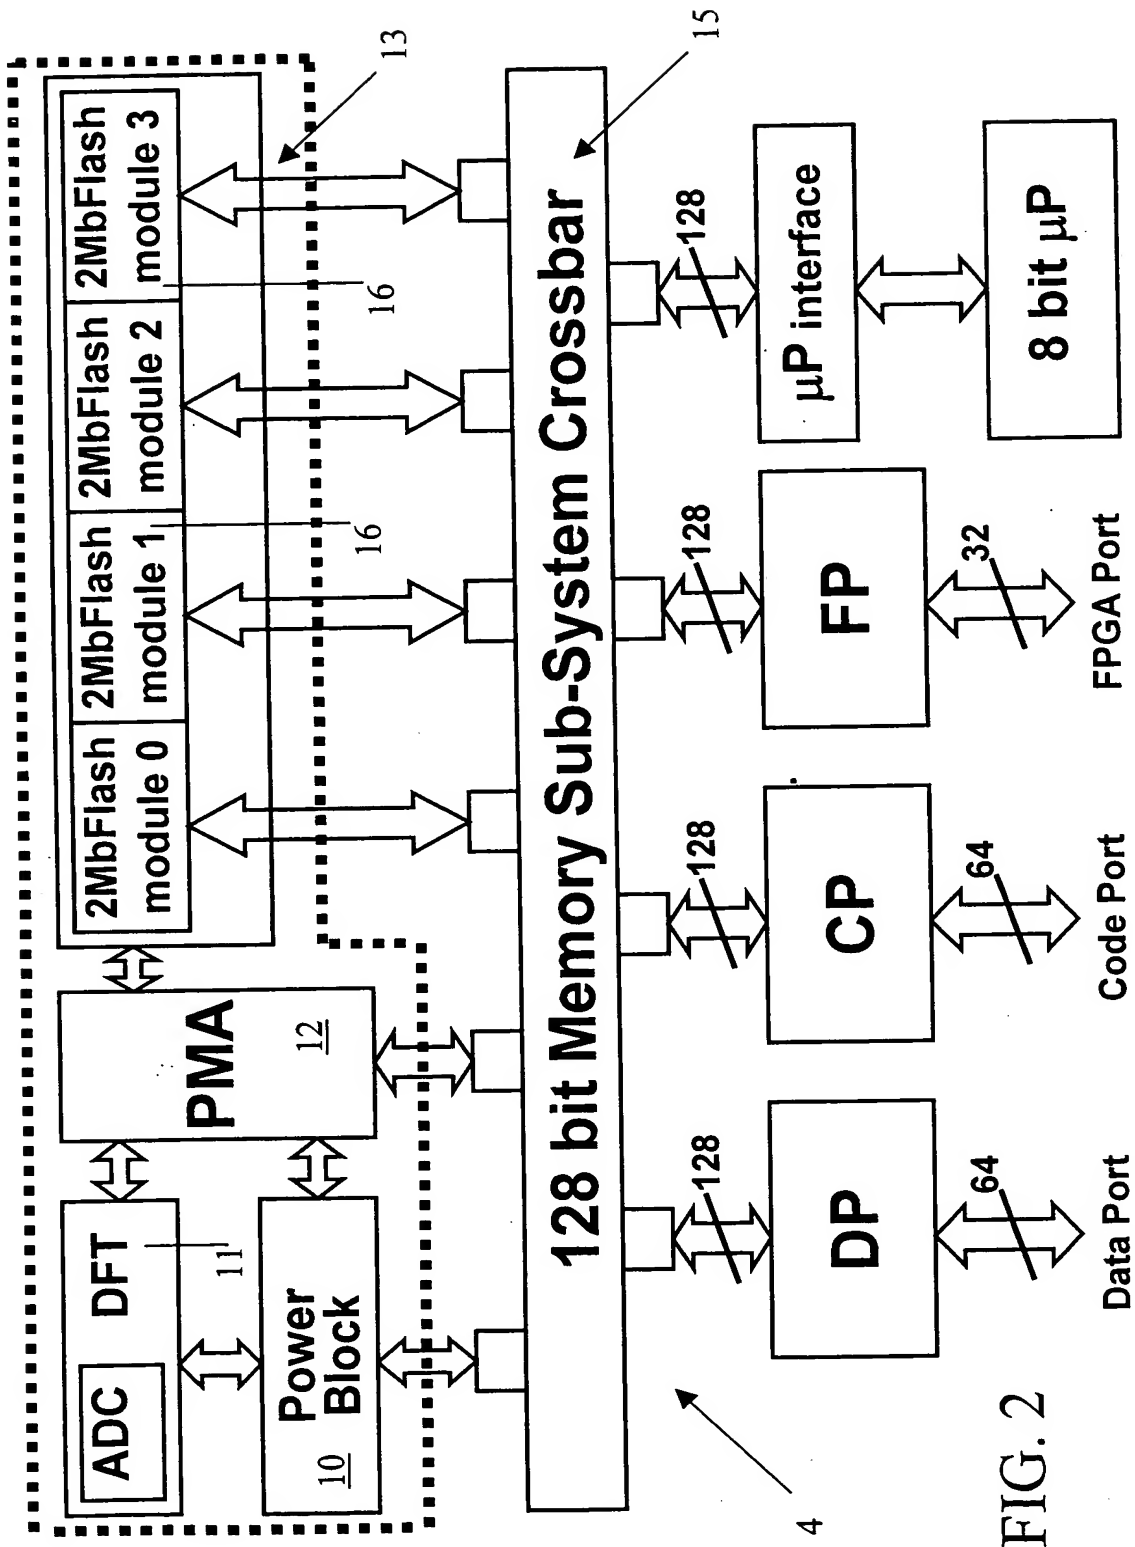 ADC
DFT
11
Power
Block
10
PMA
12
2MbFlash
module 0
2MbFlash
module 1
2MbFlash
module 2
2MbFlash
module 3
16
16
13
128 bit Memory Sub-System Crossbar
15
128
128
128
128
DP
CP
FP
µP interface
64
64
32
8 bit µP
Data Port
Code Port
FPGA Port
4
FIG. 2